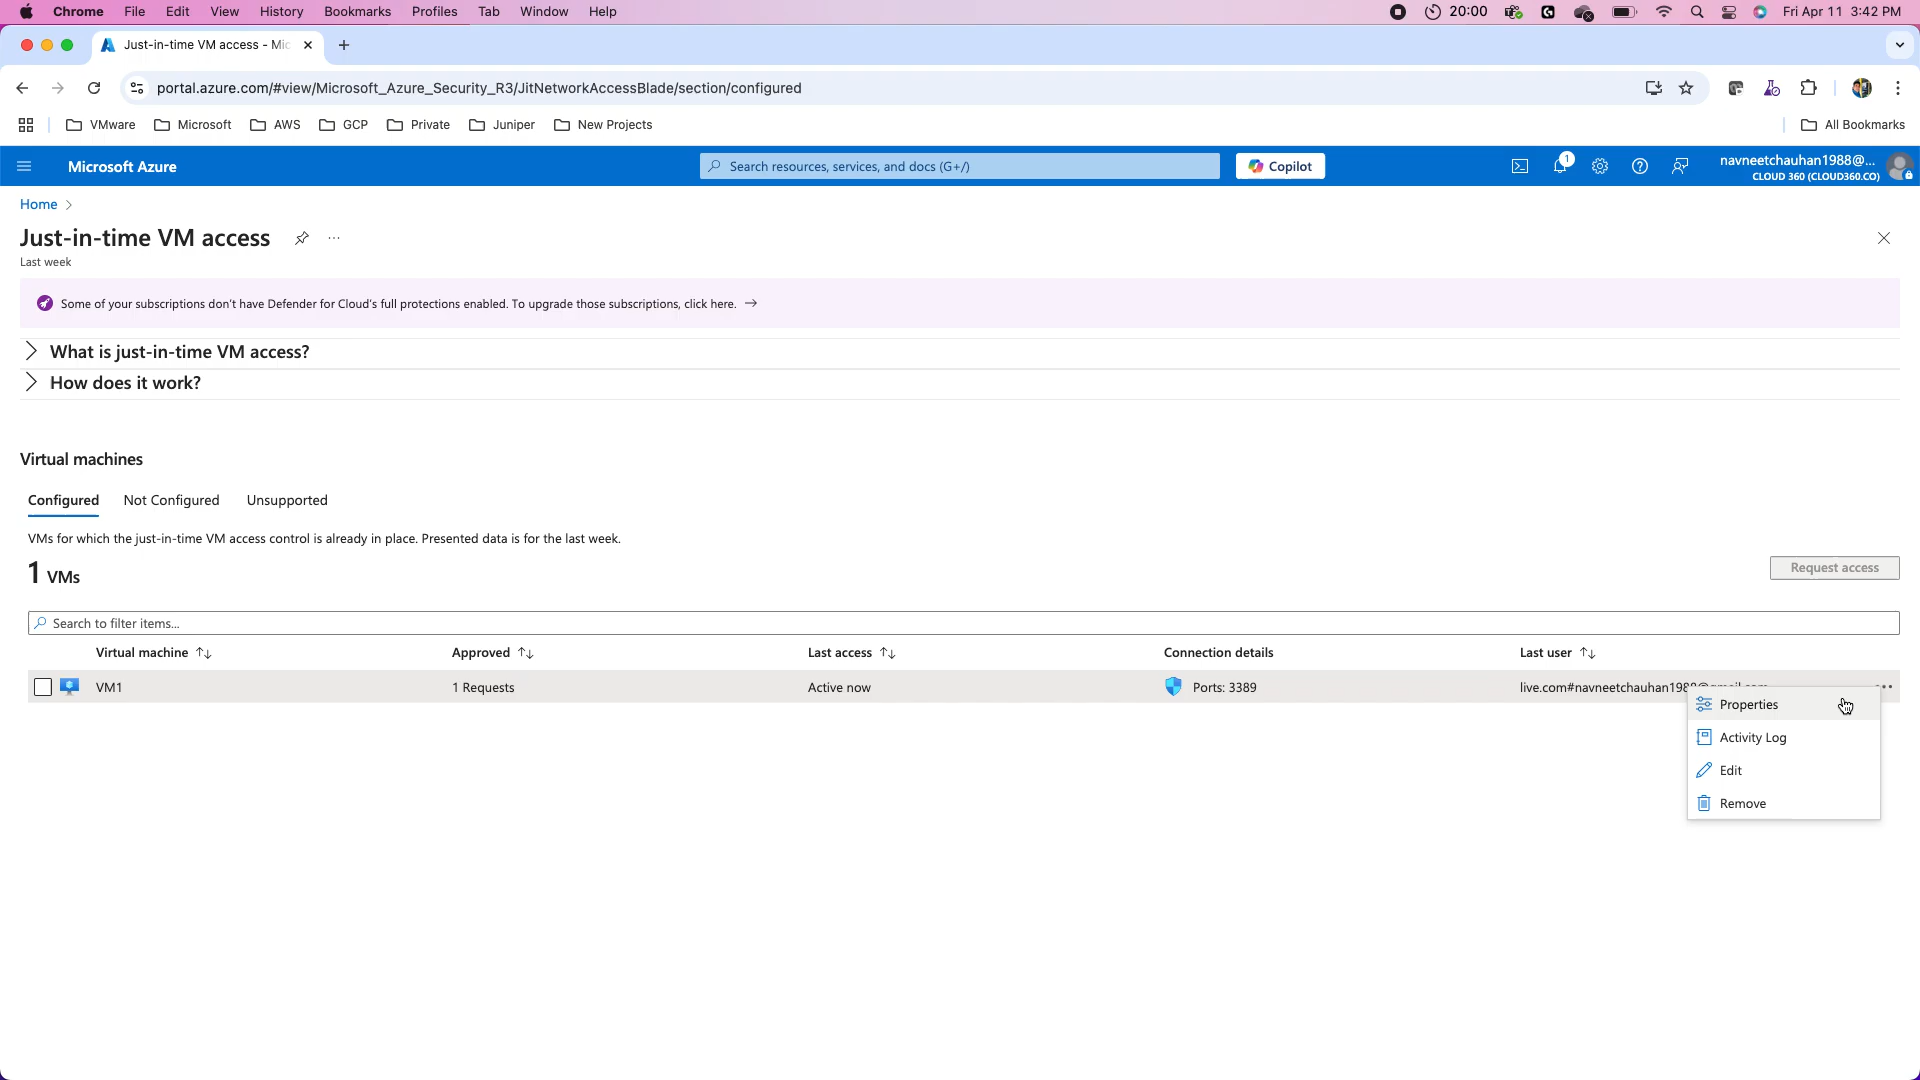 Chrome File Edit View History Bookmarks Profiles Tab Window Help 20:00 Fri Apr 11 3:42 PM
Just-in-time VM access - Mic
portal.azure.com/#view/Microsoft_Azure_Security_R3/JitNetworkAccessBlade/section/configured
VMware Microsoft AWS GCP Private Juniper New Projects All Bookmarks
Microsoft Azure Search resources, services, and docs (G+/) Copilot 1 navneetchauhan1988@...
CLOUD 360 (CLOUD360.CO)
Home
Just-in-time VM access ...
Last week
Some of your subscriptions don't have Defender for Cloud's full protections enabled. To upgrade those subscriptions, click here. →
What is just-in-time VM access?
How does it work?
Virtual machines
Configured Not Configured Unsupported
VMs for which the just-in-time VM access control is already in place. Presented data is for the last week.
1 VMs
Request access
Search to filter items...
Virtual machine ↑↓ Approved ↑↓ Last access ↑↓ Connection details Last user ↑↓
VM1 1 Requests Active now Ports: 3389 live.com#navneetchauhan1988@gmail.com ...
Properties
Activity Log
Edit
Remove